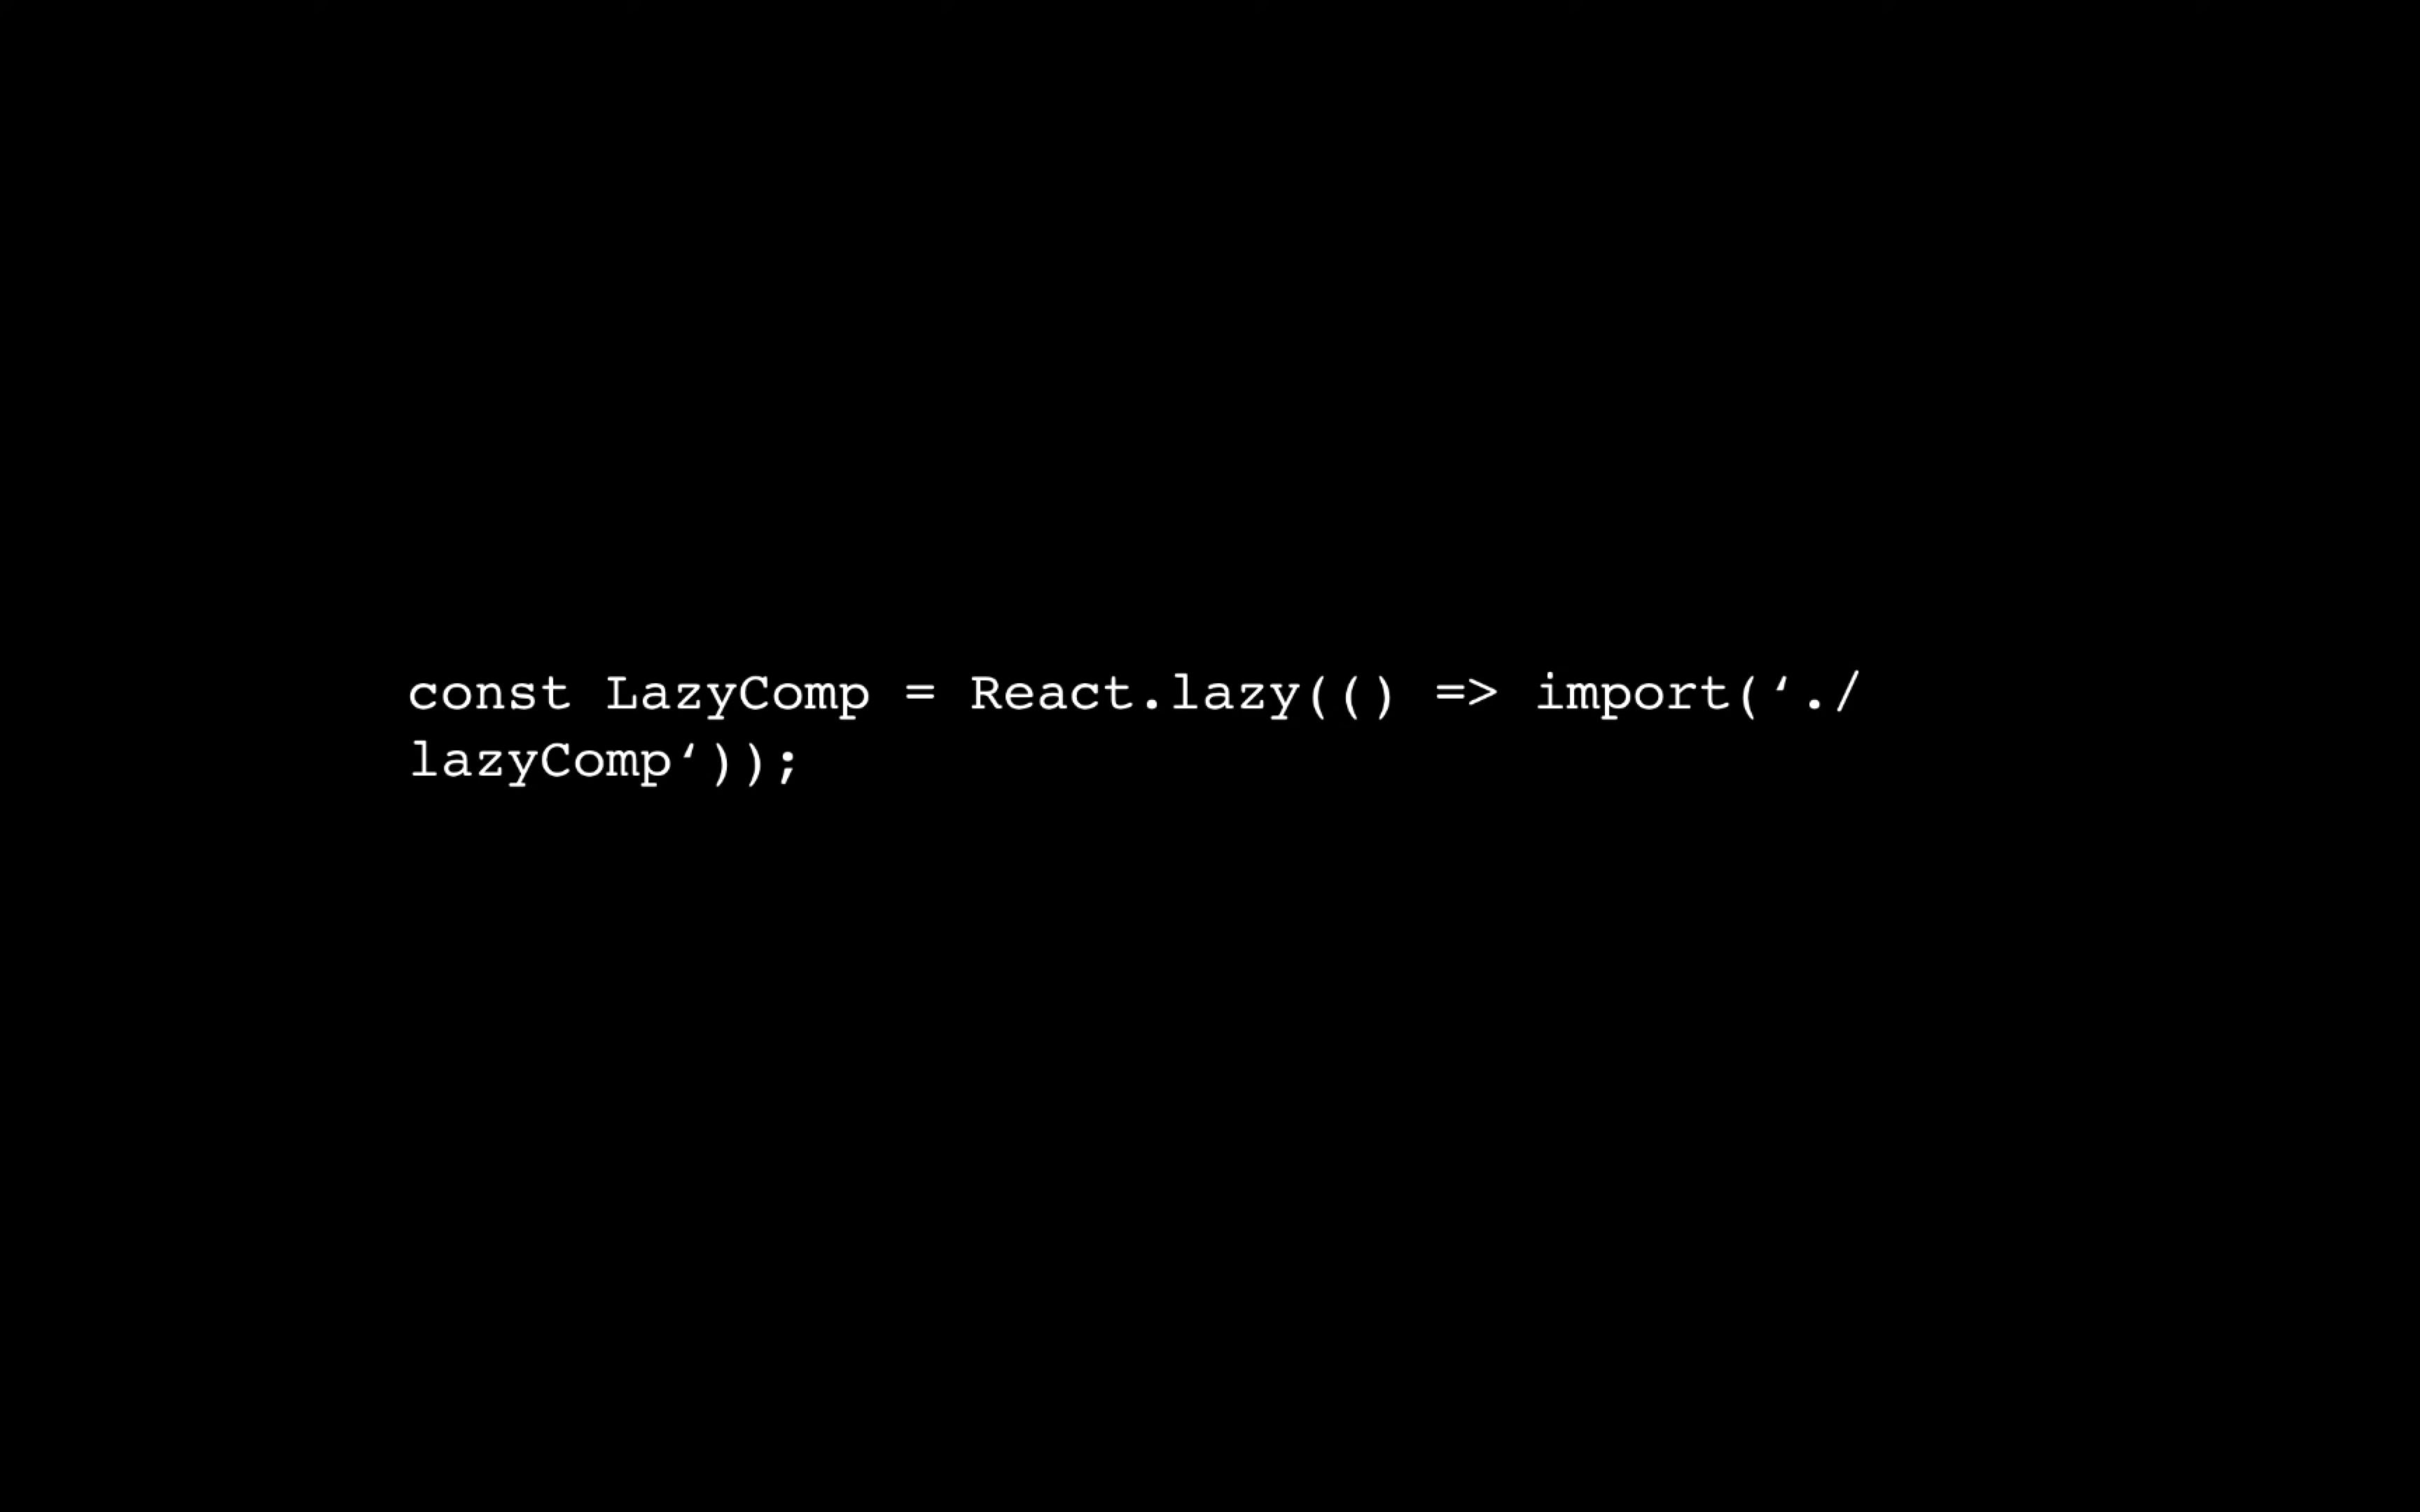 const LazyComp = React.lazy(() => import(‘./
lazyComp‘));